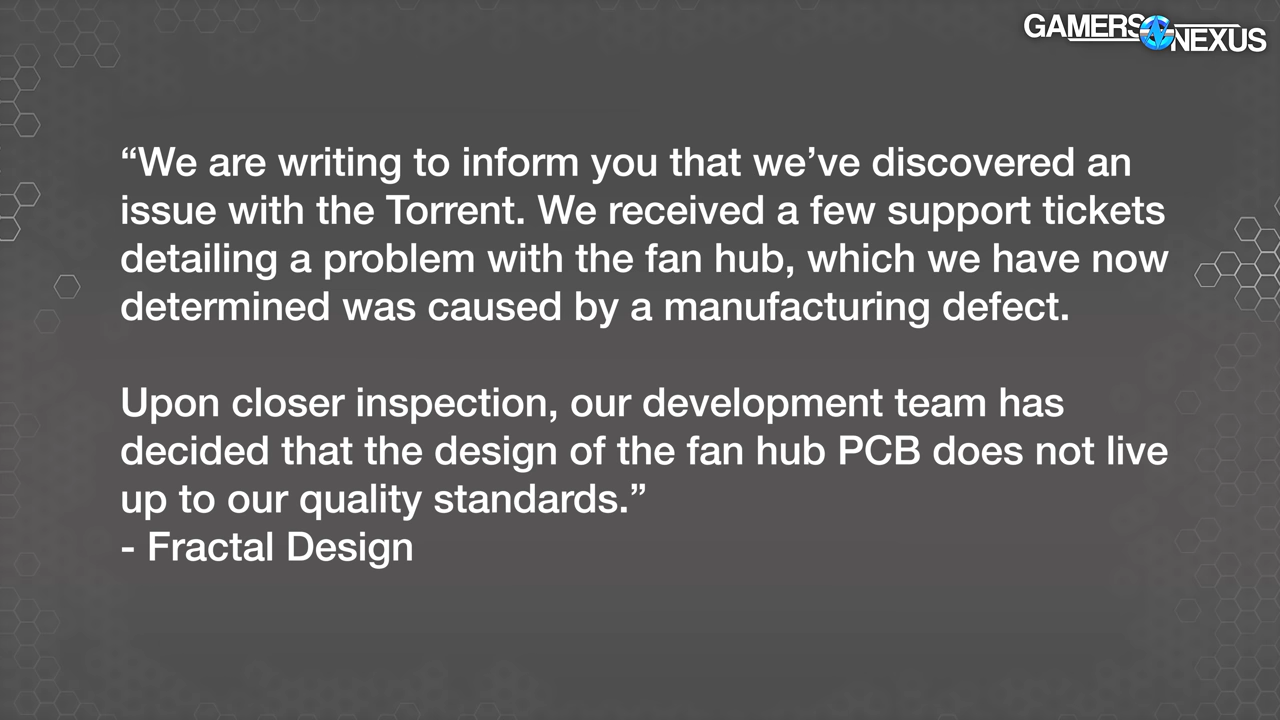 GAMERS NEXUS
“We are writing to inform you that we’ve discovered an
issue with the Torrent. We received a few support tickets
detailing a problem with the fan hub, which we have now
determined was caused by a manufacturing defect.
Upon closer inspection, our development team has
decided that the design of the fan hub PCB does not live
up to our quality standards.”
- Fractal Design